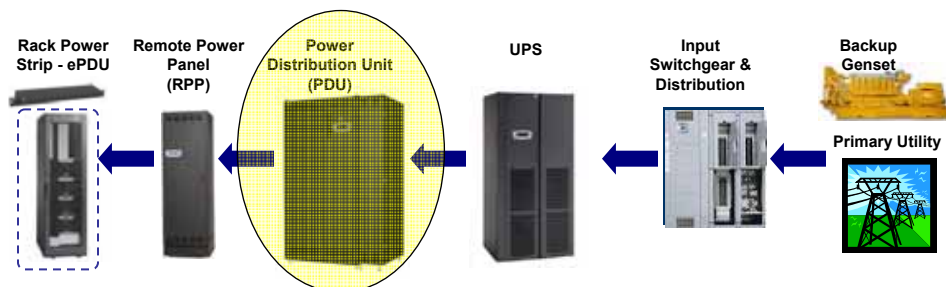 Rack Power
Strip - ePDU
Remote Power
Panel
(RPP)
Power
Distribution Unit
(PDU)
UPS
Input
Switchgear &
Distribution
Backup
Genset
Primary Utility